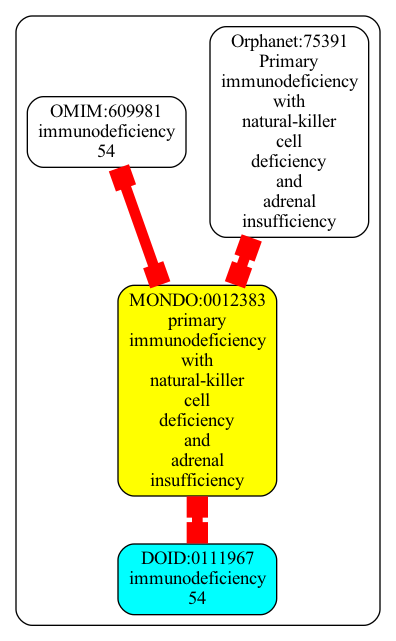 OMIM:609981
immunodeficiency
54
Orphanet:75391
Primary
immunodeficiency
with
natural-killer
cell
deficiency
and
adrenal
insufficiency
MONDO:0012383
primary
immunodeficiency
with
natural-killer
cell
deficiency
and
adrenal
insufficiency
DOID:0111967
immunodeficiency
54